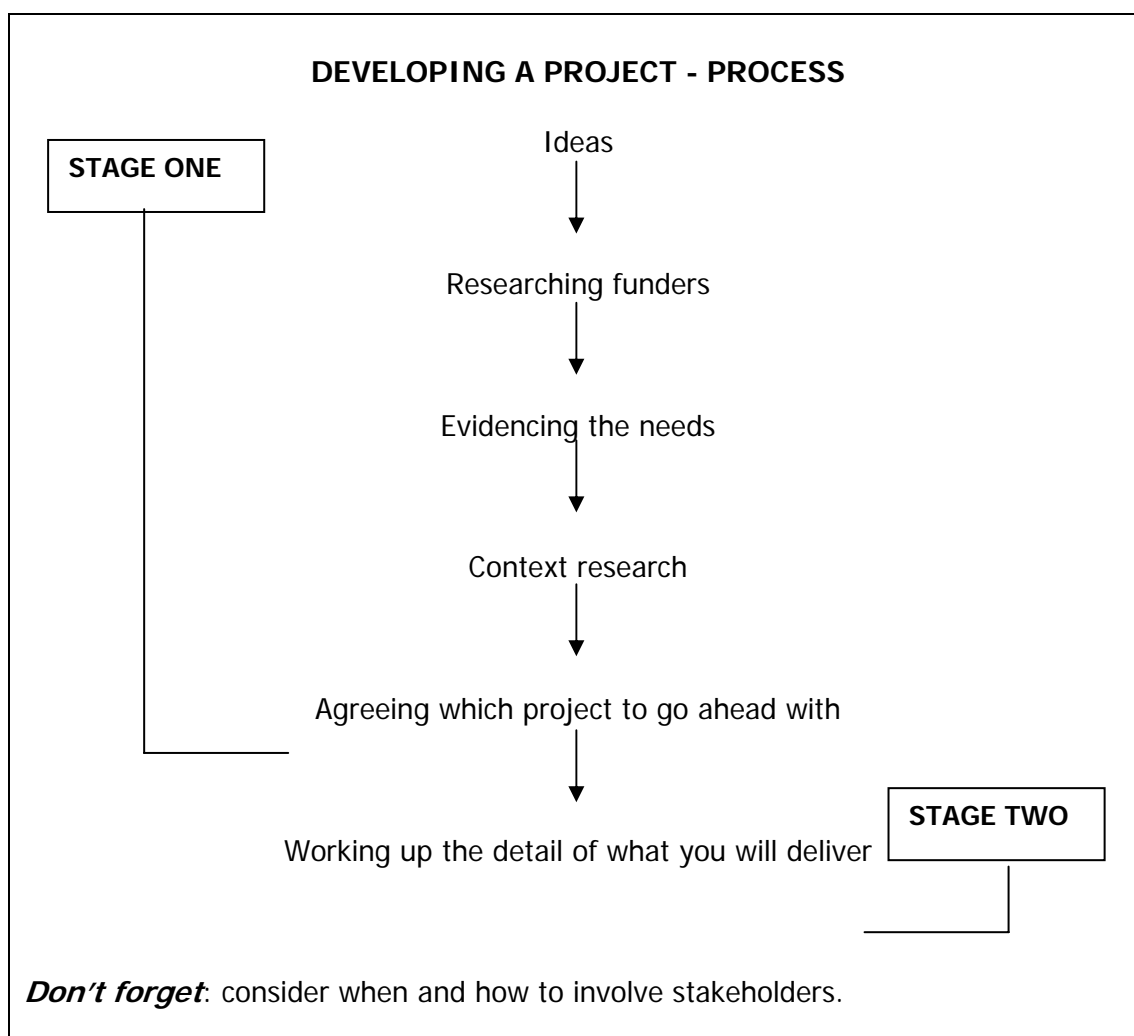 DEVELOPING A PROJECT - PROCESS
Ideas
STAGE ONE
Researching funders
Evidencing the needs
Context research
Agreeing which project to go ahead with
STAGE TWO
Working up the detail of what you will deliver
Don't forget: consider when and how to involve stakeholders.